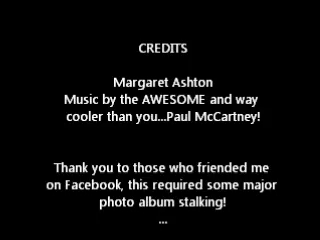 CREDITS
Margaret Ashton
Music by the AWESOME and way
cooler than you...Paul McCartney!
Thank you to those who friended me
on Facebook, this required some major
photo album stalking!
...